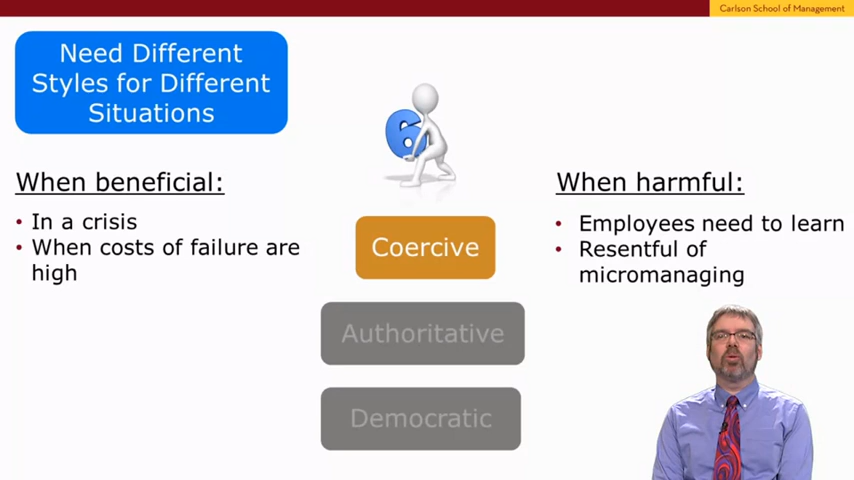 Carlson School of Management
Need Different
Styles for Different
Situations
6
When beneficial:
• In a crisis
• When costs of failure are
high
When harmful:
• Employees need to learn
• Resentful of
micromanaging
Coercive
Authoritative
Democratic